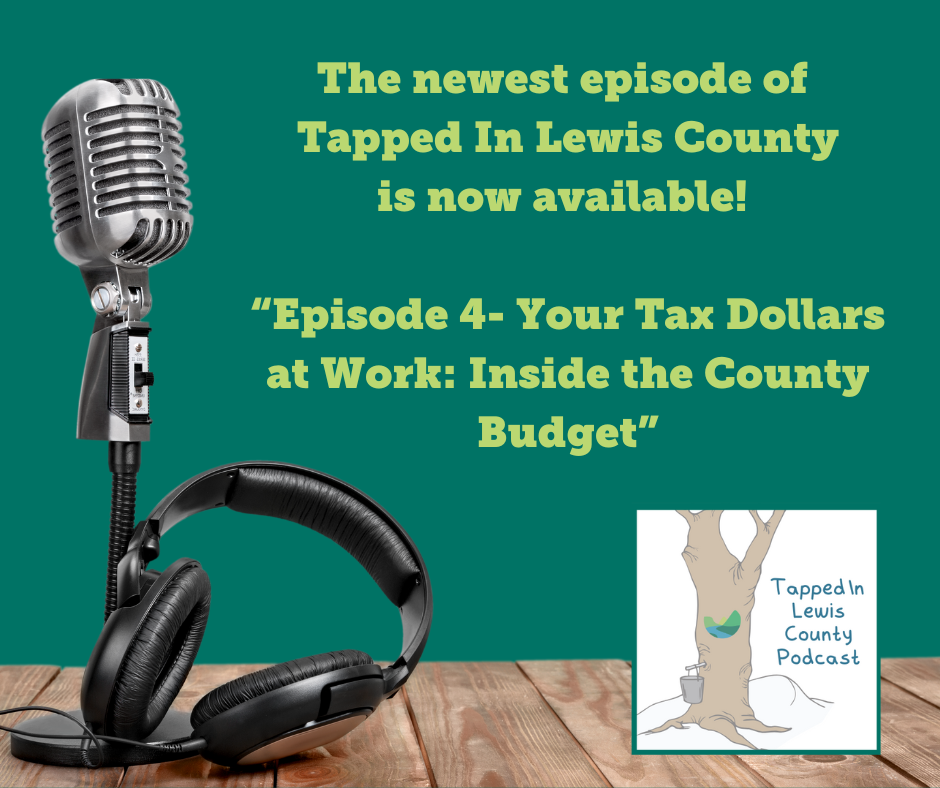 The newest episode of
Tapped In Lewis County
is now available!
“Episode 4- Your Tax Dollars
at Work: Inside the County
Budget”
Tapped In
Lewis
County
Podcast